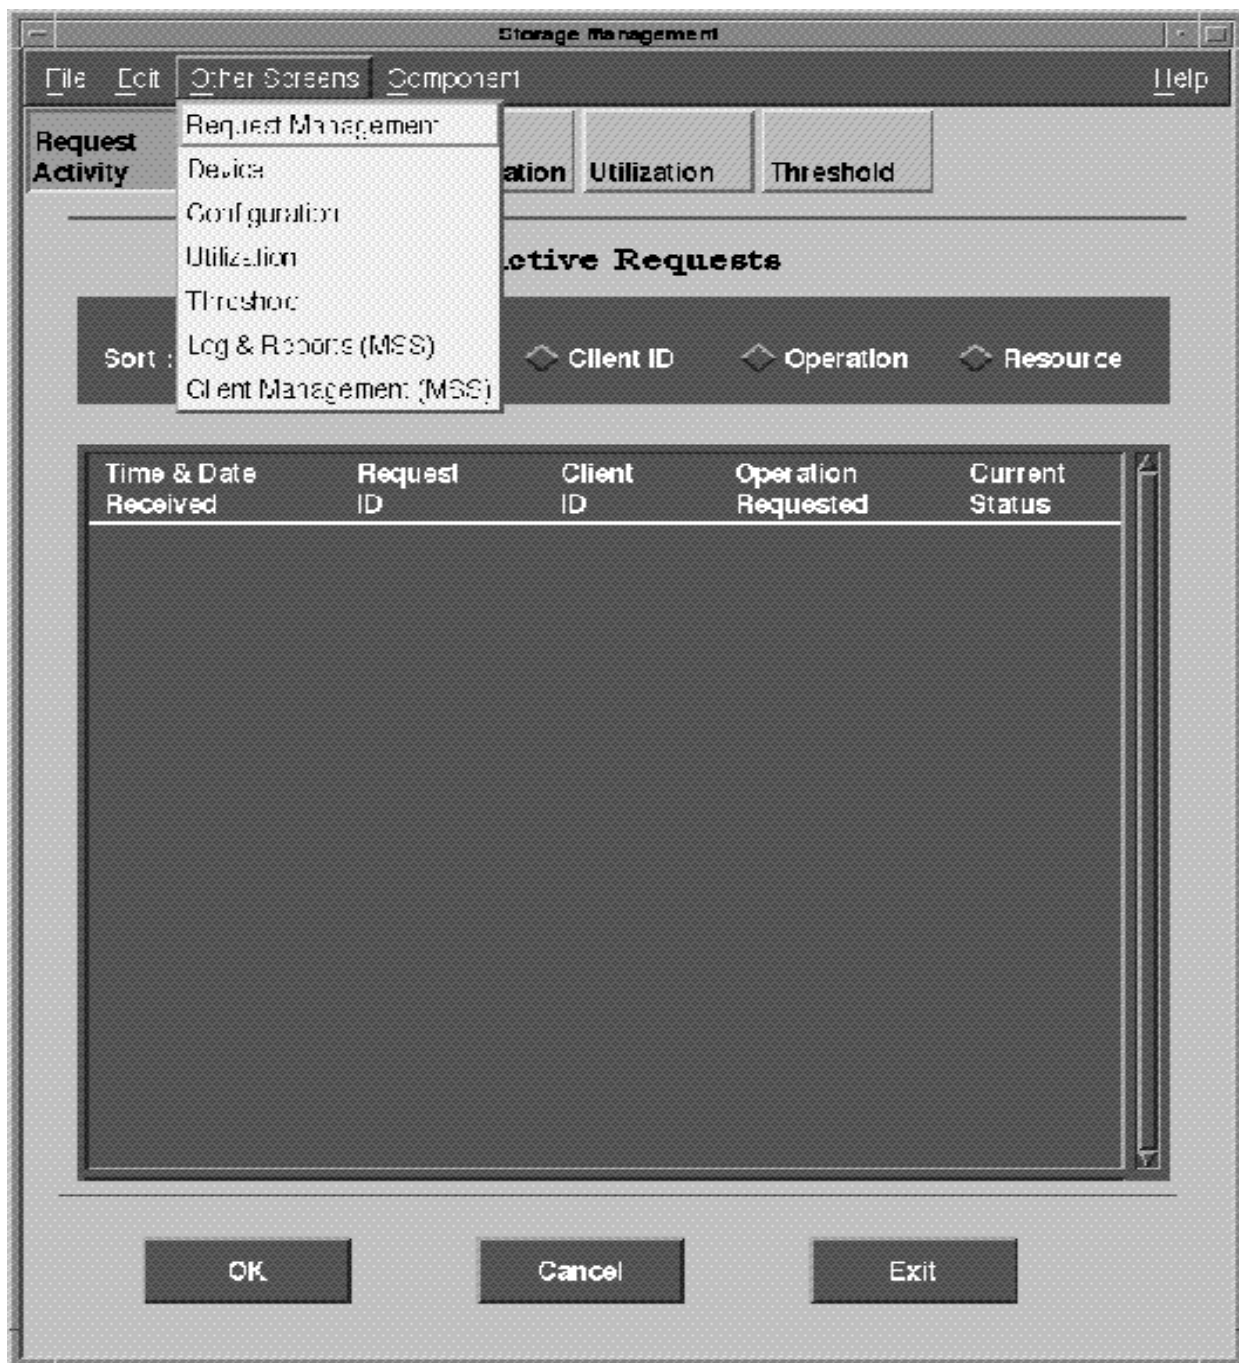 Storage Management
File Edit Other Screens Component Help
Request Management
Device
Configuration
Utilization
Threshold
Log & Reports (MSS)
Client Management (MSS)
Request
Activity
ation Utilization Threshold
ctive Requests
Sort : Client ID Operation Resource
Time & Date Request Client Operation Current
Received ID ID Requested Status
OK Cancel Exit